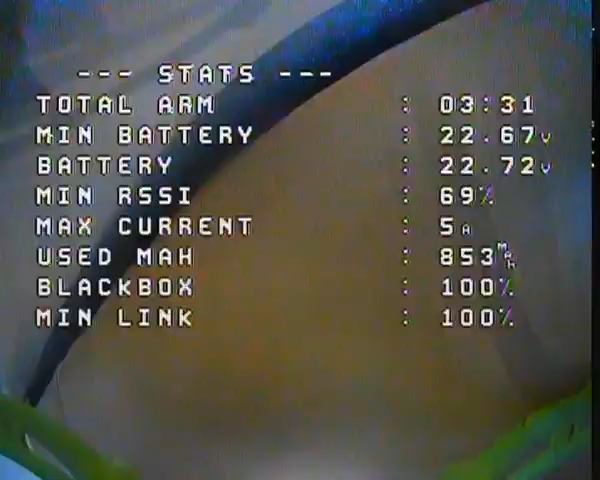 --- STATS ---
TOTAL ARM : 03:31
MIN BATTERY : 22.67V
BATTERY : 22.72V
MIN RSSI : 69%
MAX CURRENT : 5A
USED MAH : 853mAh
BLACKBOX : 100%
MIN LINK : 100%